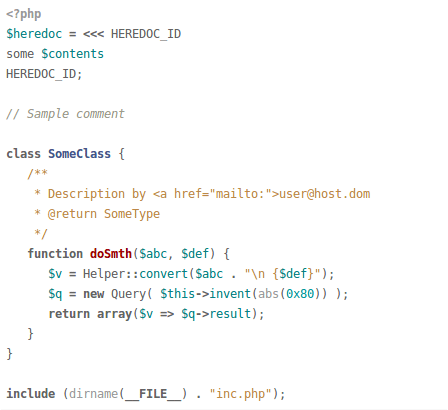 <?php
$heredoc = <<< HEREDOC_ID
some $contents
HEREDOC_ID;

// Sample comment

class SomeClass {
   /**
    * Description by <a href="mailto:">user@host.dom
    * @return SomeType
    */
   function doSmth($abc, $def) {
      $v = Helper::convert($abc . "\n {$def}");
      $q = new Query( $this->invent(abs(0x80)) );
      return array($v => $q->result);
   }
}

include (dirname(__FILE__) . "inc.php");